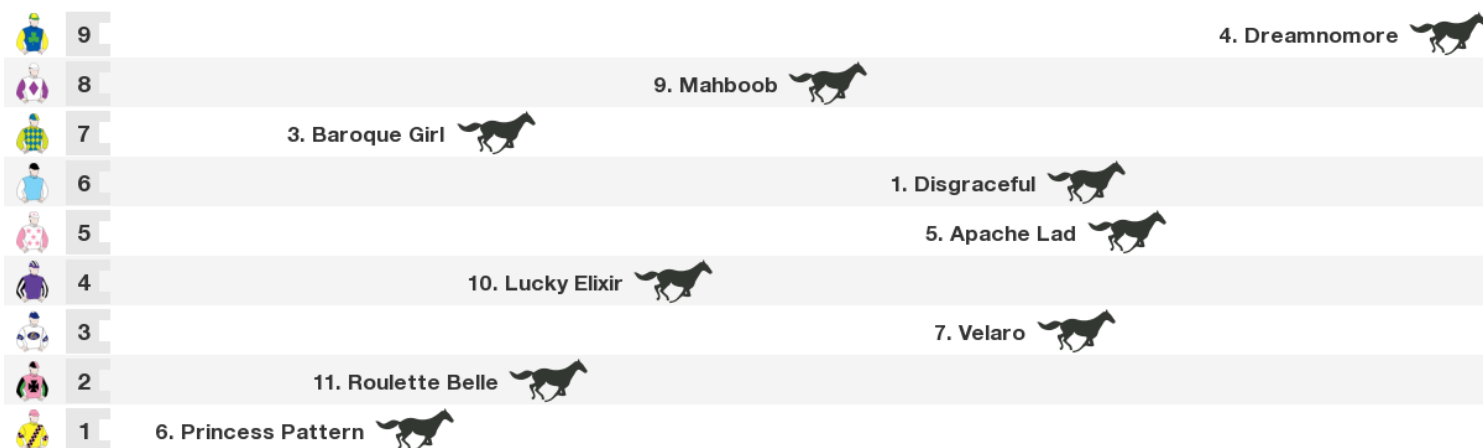 9 4. Dreamnomore
8 9. Mahboob
7 3. Baroque Girl
6 1. Disgraceful
5 5. Apache Lad
4 10. Lucky Elixir
3 7. Velaro
2 11. Roulette Belle
1 6. Princess Pattern